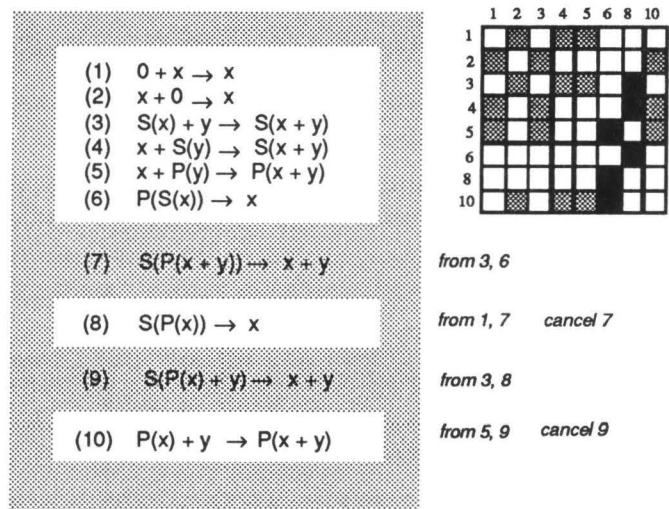 (1) 0 + x → x
(2) x + 0 → x
(3) S(x) + y → S(x + y)
(4) x + S(y) → S(x + y)
(5) x + P(y) → P(x + y)
(6) P(S(x)) → x
(7) S(P(x + y)) → x + y from 3, 6
(8) S(P(x)) → x from 1, 7 cancel 7
(9) S(P(x) + y) → x + y from 3, 8
(10) P(x) + y → P(x + y) from 5, 9 cancel 9
1 2 3 4 5 6 8 10
1
2
3
4
5
6
8
10